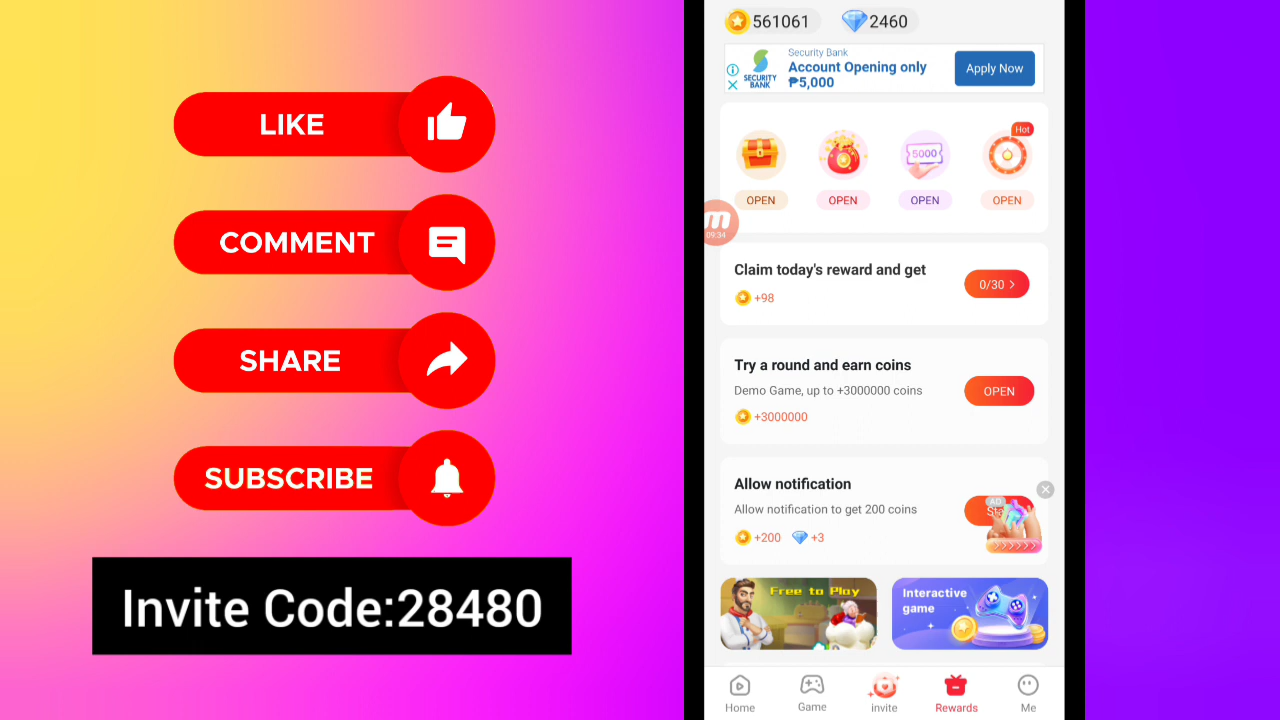 LIKE
COMMENT
SHARE
SUBSCRIBE
Invite Code:28480
561061
2460
Security Bank
Account Opening only
₱5,000
SECURITY
BANK
Apply Now
5000
Hot
OPEN
OPEN
OPEN
OPEN
m
09:34
Claim today's reward and get
+98
0/30 >
Try a round and earn coins
Demo Game, up to +3000000 coins
+3000000
OPEN
Allow notification
Allow notification to get 200 coins
+200
+3
AD
Free to Play
Interactive
game
Home
Game
invite
Rewards
Me